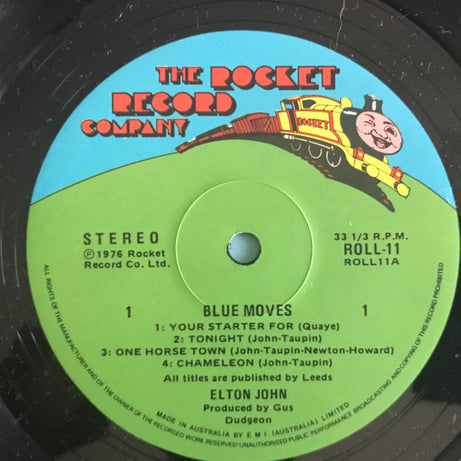 THE ROCKET
RECORD
COMPANY
ROCKET
STEREO
33 1/3 R.P.M.
℗ 1976 Rocket
Record Co. Ltd.
ROLL-11
ROLL11A
1 BLUE MOVES 1
1: YOUR STARTER FOR (Quaye)
2: TONIGHT (John-Taupin)
3: ONE HORSE TOWN (John-Taupin-Newton-Howard)
4: CHAMELEON (John-Taupin)
All titles are published by Leeds
ELTON JOHN
Produced by Gus
Dudgeon
MADE IN AUSTRALIA BY E M I (AUSTRALIA) LIMITED
ALL RIGHTS OF THE MANUFACTURER AND OF THE OWNER OF THE RECORDED WORK RESERVED UNAUTHORISED PUBLIC PERFORMANCE BROADCASTING AND COPYING OF THIS RECORD PROHIBITED